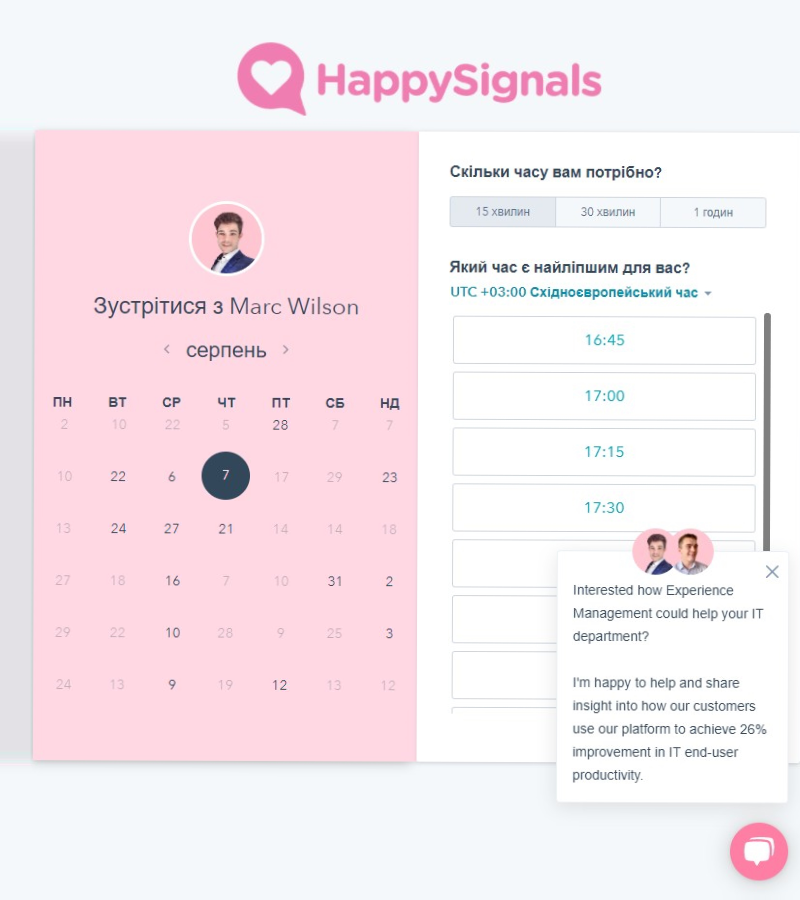 HappySignals
Зустрітися з Marc Wilson
серпень
ПН ВТ СР ЧТ ПТ СБ НД
2 10 22 5 28 7 7
10 22 6 7 17 29 23
13 24 27 21 14 14 18
27 18 16 7 10 31 2
29 22 10 28 9 25 3
24 13 9 19 12 13 12
Скільки часу вам потрібно?
15 хвилин 30 хвилин 1 годин
Який час є найліпшим для вас?
UTC +03:00 Східноєвропейський час
16:45
17:00
17:15
17:30
Interested how Experience
Management could help your IT
department?
I'm happy to help and share
insight into how our customers
use our platform to achieve 26%
improvement in IT end-user
productivity.